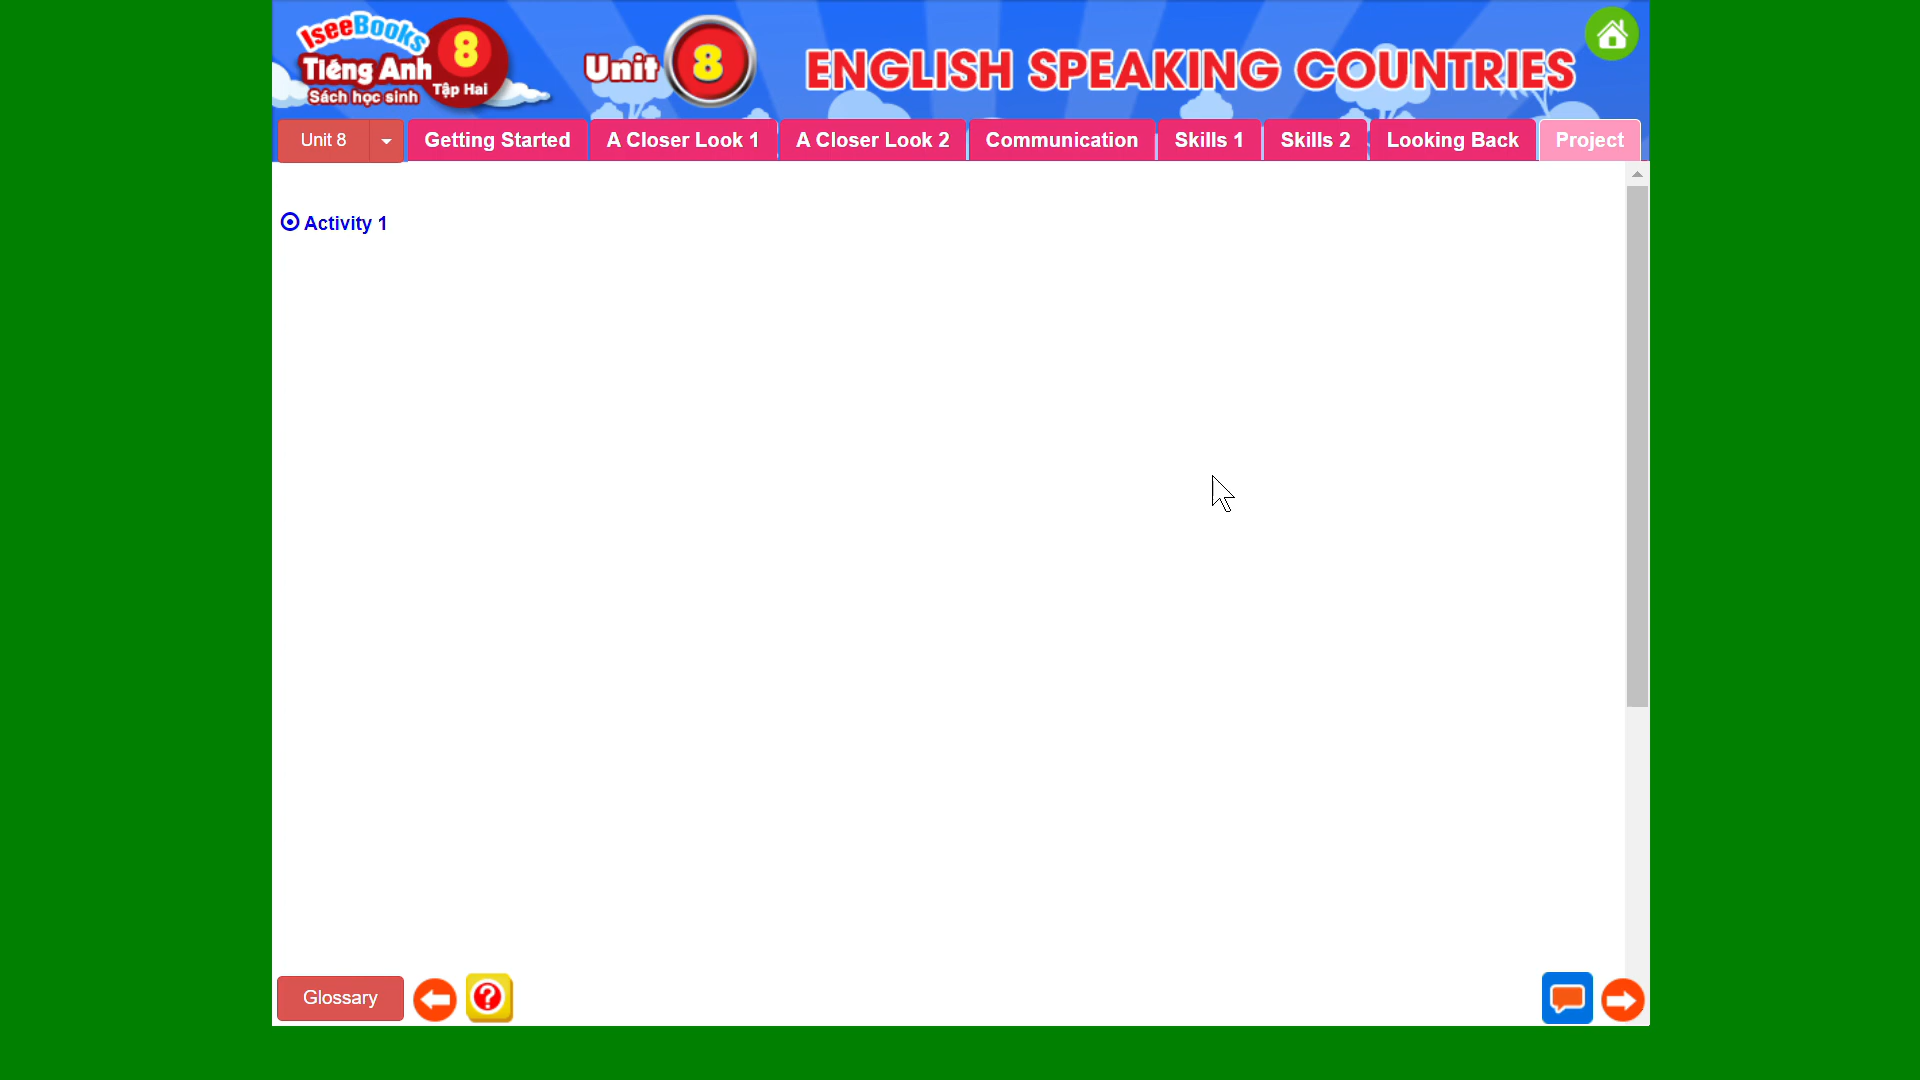 IseeBooks
Tiếng Anh 8
Sách học sinh Tập Hai
Unit 8
ENGLISH SPEAKING COUNTRIES
Unit 8 Getting Started A Closer Look 1 A Closer Look 2 Communication Skills 1 Skills 2 Looking Back Project
Activity 1
Glossary